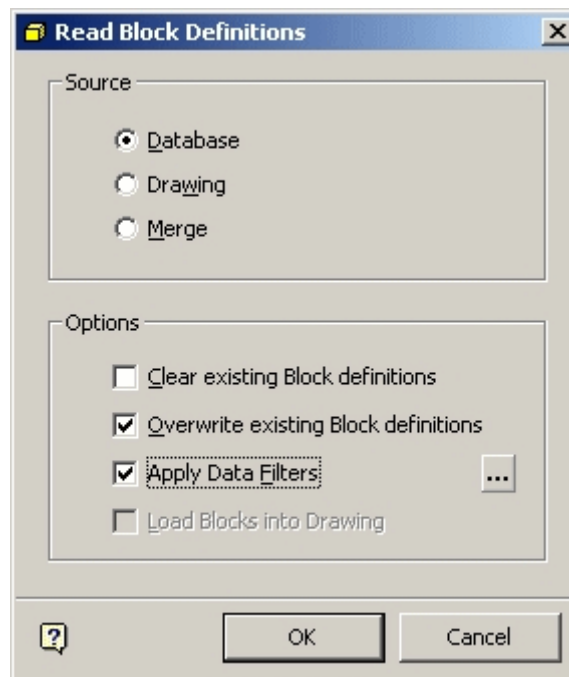 Read Block Definitions
Source
Database
Drawing
Merge
Options
Clear existing Block definitions
Overwrite existing Block definitions
Apply Data Filters
...
Load Blocks into Drawing
?
OK
Cancel